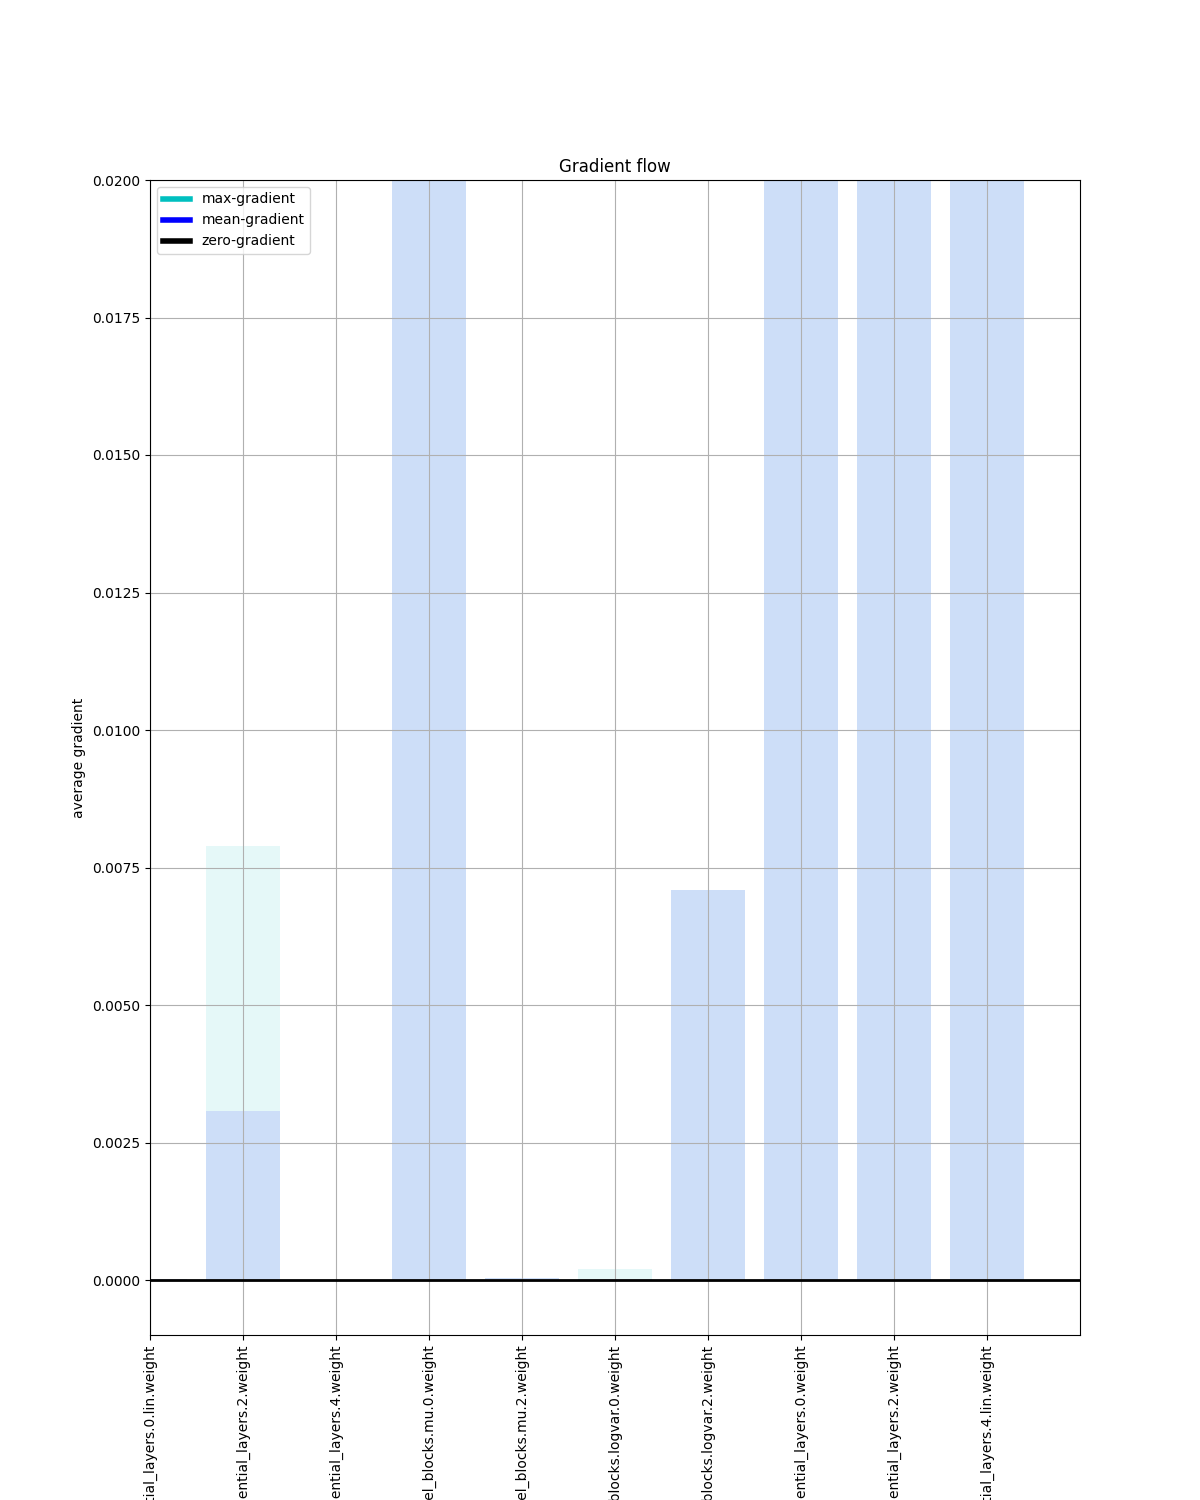 Gradient flow
max-gradient
mean-gradient
zero-gradient
0.0200
0.0175
0.0150
0.0125
0.0100
0.0075
0.0050
0.0025
0.0000
average gradient
tial_layers.0.lin.weight
ential_layers.2.weight
ential_layers.4.weight
el_blocks.mu.0.weight
el_blocks.mu.2.weight
blocks.logvar.0.weight
blocks.logvar.2.weight
ential_layers.0.weight
ential_layers.2.weight
tial_layers.4.lin.weight